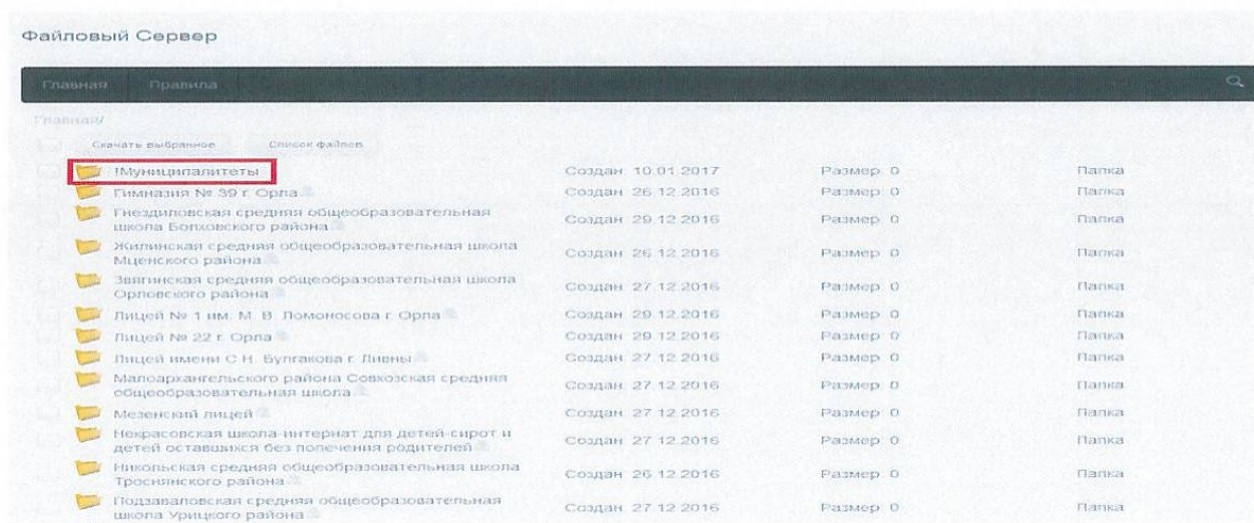 Файловый Сервер
Главная Правила
Главная/
Скачать выбранное Список файлов
!Муниципалитеты Создан: 10.01.2017 Размер: 0 Папка
Гимназия № 39 г. Орла Создан: 26.12.2016 Размер: 0 Папка
Гнездиловская средняя общеобразовательная
школа Болховского района Создан: 29.12.2016 Размер: 0 Папка
Жилинская средняя общеобразовательная школа
Мценского района Создан: 26.12.2016 Размер: 0 Папка
Звягинская средняя общеобразовательная школа
Орловского района Создан: 27.12.2016 Размер: 0 Папка
Лицей № 1 им. М. В. Ломоносова г. Орла Создан: 29.12.2016 Размер: 0 Папка
Лицей № 22 г. Орла Создан: 29.12.2016 Размер: 0 Папка
Лицей имени С.Н. Булгакова г. Ливны Создан: 27.12.2016 Размер: 0 Папка
Малоархангельского района Совхозская средняя
общеобразовательная школа Создан: 27.12.2016 Размер: 0 Папка
Мезенский лицей Создан: 27.12.2016 Размер: 0 Папка
Некрасовская школа-интернат для детей-сирот и
детей оставшихся без попечения родителей Создан: 27.12.2016 Размер: 0 Папка
Никольская средняя общеобразовательная школа
Троснянского района Создан: 26.12.2016 Размер: 0 Папка
Подзаваловская средняя общеобразовательная
школа Урицкого района Создан: 27.12.2016 Размер: 0 Папка